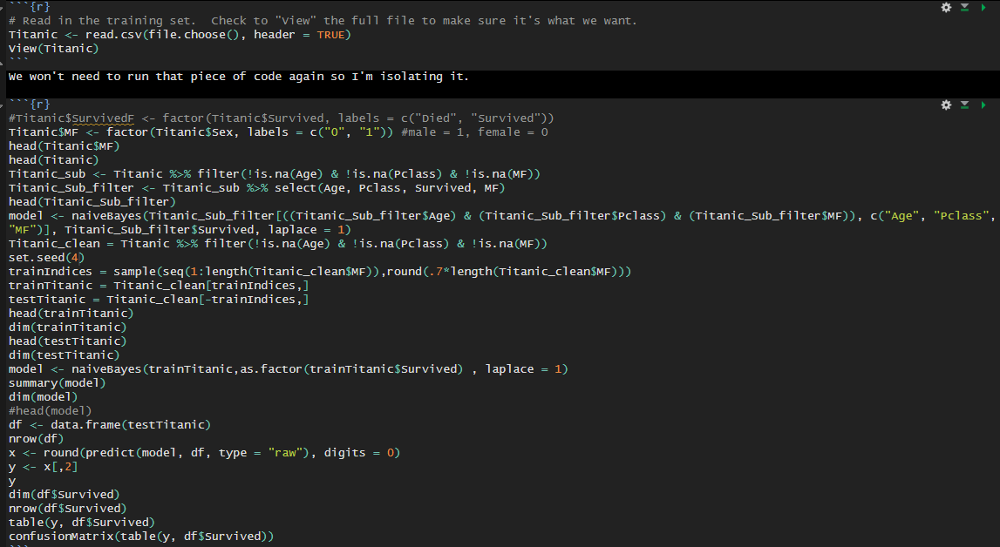 ```{r}
# Read in the training set.  Check to "View" the full file to make sure it's what we want.
Titanic <- read.csv(file.choose(), header = TRUE)
View(Titanic)
```
We won't need to run that piece of code again so I'm isolating it.
```{r}
#Titanic$SurvivedF <- factor(Titanic$Survived, labels = c("Died", "Survived"))
Titanic$MF <- factor(Titanic$Sex, labels = c("0", "1")) #male = 1, female = 0
head(Titanic$MF)
head(Titanic)
Titanic_sub <- Titanic %>% filter(!is.na(Age) & !is.na(Pclass) & !is.na(MF))
Titanic_Sub_filter <- Titanic_sub %>% select(Age, Pclass, Survived, MF)
head(Titanic_Sub_filter)
model <- naiveBayes(Titanic_Sub_filter[((Titanic_Sub_filter$Age) & (Titanic_Sub_filter$Pclass) & (Titanic_Sub_filter$MF)), c("Age", "Pclass",
"MF")], Titanic_Sub_filter$Survived, laplace = 1)
Titanic_clean = Titanic %>% filter(!is.na(Age) & !is.na(Pclass) & !is.na(MF))
set.seed(4)
trainIndices = sample(seq(1:length(Titanic_clean$MF)),round(.7*length(Titanic_clean$MF)))
trainTitanic = Titanic_clean[trainIndices,]
testTitanic = Titanic_clean[-trainIndices,]
head(trainTitanic)
dim(trainTitanic)
head(testTitanic)
dim(testTitanic)
model <- naiveBayes(trainTitanic,as.factor(trainTitanic$Survived) , laplace = 1)
summary(model)
dim(model)
#head(model)
df <- data.frame(testTitanic)
nrow(df)
x <- round(predict(model, df, type = "raw"), digits = 0)
y <- x[,2]
y
dim(df$Survived)
nrow(df$Survived)
table(y, df$Survived)
confusionMatrix(table(y, df$Survived))
```